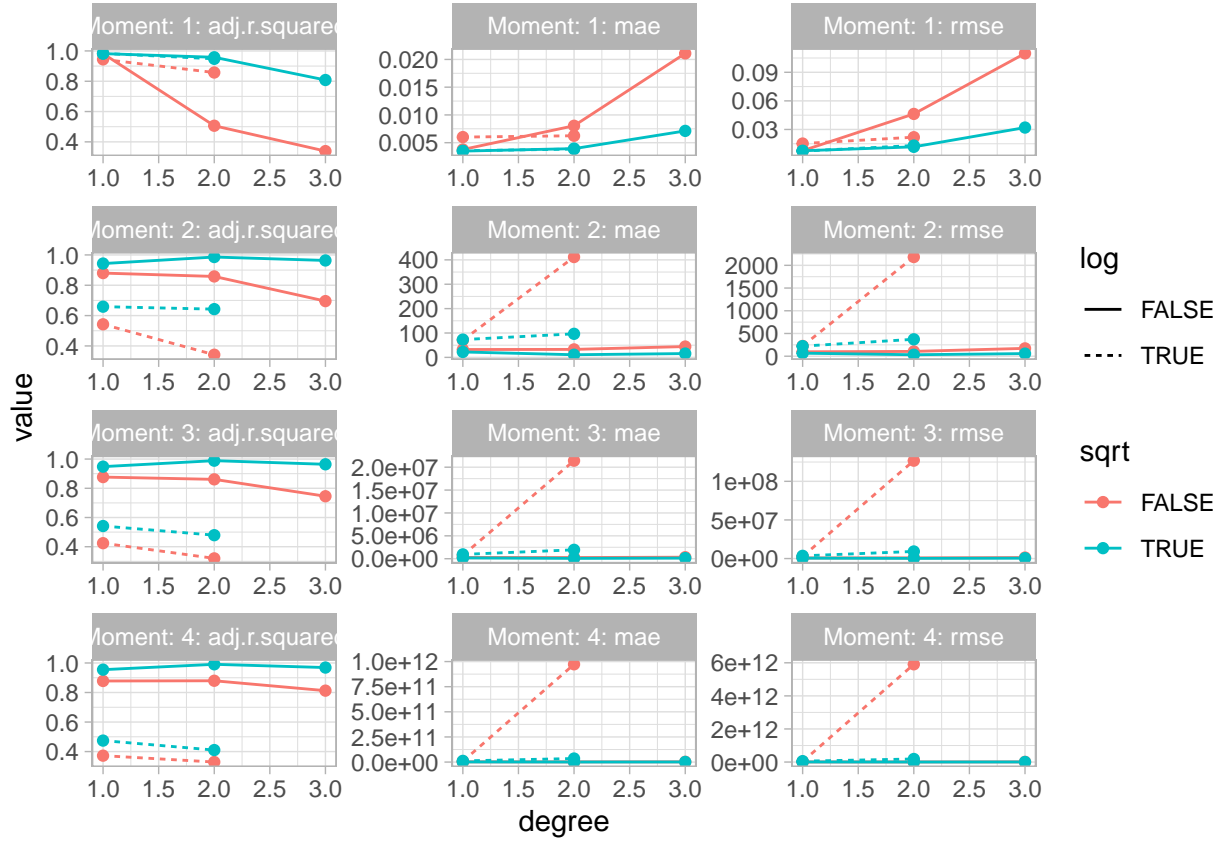 Moment: 1: adj.r.squared
Moment: 1: mae
Moment: 1: rmse
1.0
0.8
0.6
0.4
0.020
0.015
0.010
0.005
0.09
0.06
0.03
1.0 1.5 2.0 2.5 3.0
1.0 1.5 2.0 2.5 3.0
1.0 1.5 2.0 2.5 3.0
Moment: 2: adj.r.squared
Moment: 2: mae
Moment: 2: rmse
1.0
0.8
0.6
0.4
400
300
200
100
0
2000
1500
1000
500
0
1.0 1.5 2.0 2.5 3.0
1.0 1.5 2.0 2.5 3.0
1.0 1.5 2.0 2.5 3.0
Moment: 3: adj.r.squared
Moment: 3: mae
Moment: 3: rmse
1.0
0.8
0.6
0.4
2.0e+07
1.5e+07
1.0e+07
5.0e+06
0.0e+00
1e+08
5e+07
0e+00
1.0 1.5 2.0 2.5 3.0
1.0 1.5 2.0 2.5 3.0
1.0 1.5 2.0 2.5 3.0
Moment: 4: adj.r.squared
Moment: 4: mae
Moment: 4: rmse
1.0
0.8
0.6
0.4
1.0e+12
7.5e+11
5.0e+11
2.5e+11
0.0e+00
6e+12
4e+12
2e+12
0e+00
1.0 1.5 2.0 2.5 3.0
1.0 1.5 2.0 2.5 3.0
1.0 1.5 2.0 2.5 3.0
value
degree
log
FALSE
TRUE
sqrt
FALSE
TRUE